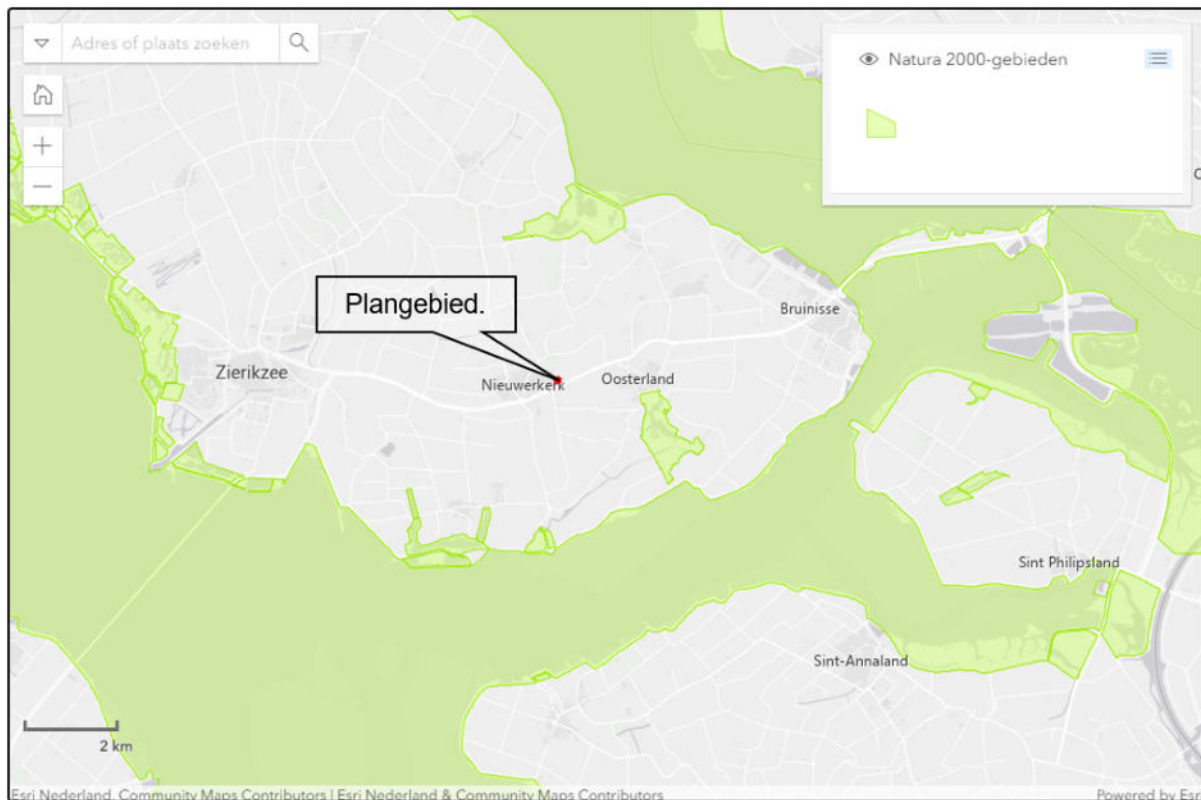 Adres of plaats zoeken
Natura 2000-gebieden
Plangebied.
Bruinisse
Zierikzee
Nieuwerkerk
Oosterland
Sint Philipsland
Sint-Annaland
2 km
Esri Nederland, Community Maps Contributors | Esri Nederland & Community Maps Contributors
Powered by Esri